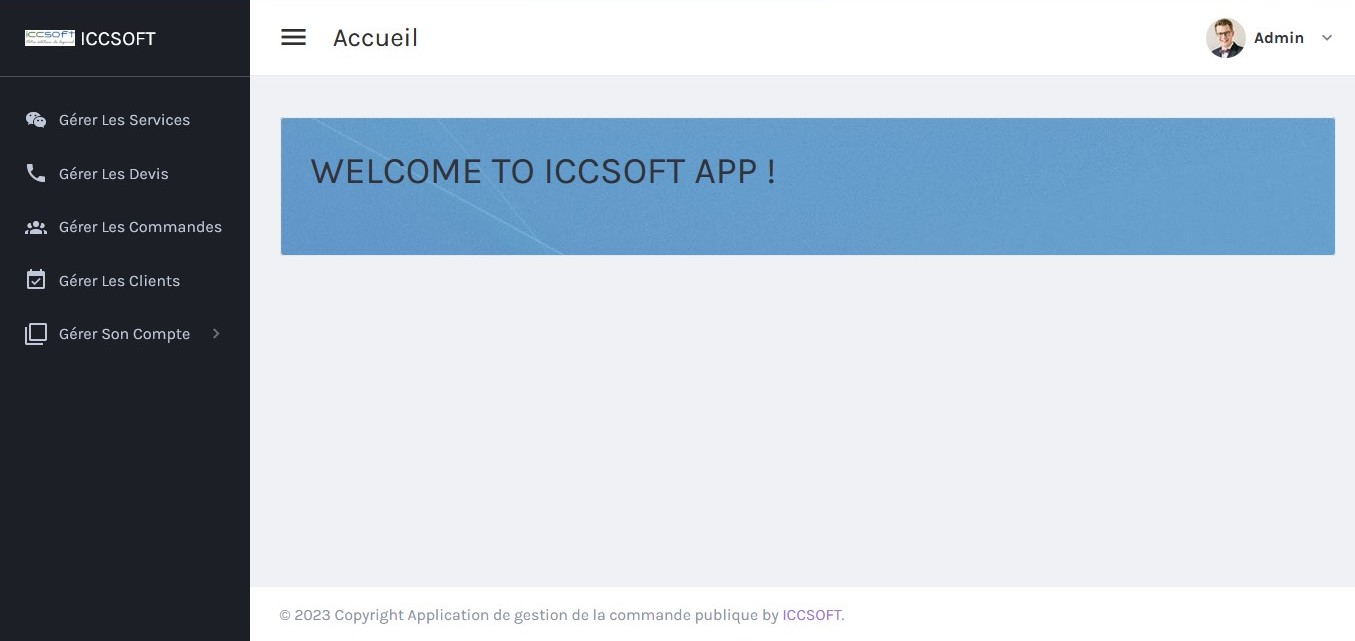 ICCSOFT
ICCSOFT
Accueil
Admin
Gérer Les Services
Gérer Les Devis
Gérer Les Commandes
Gérer Les Clients
Gérer Son Compte
WELCOME TO ICCSOFT APP !
© 2023 Copyright Application de gestion de la commande publique by ICCSOFT.